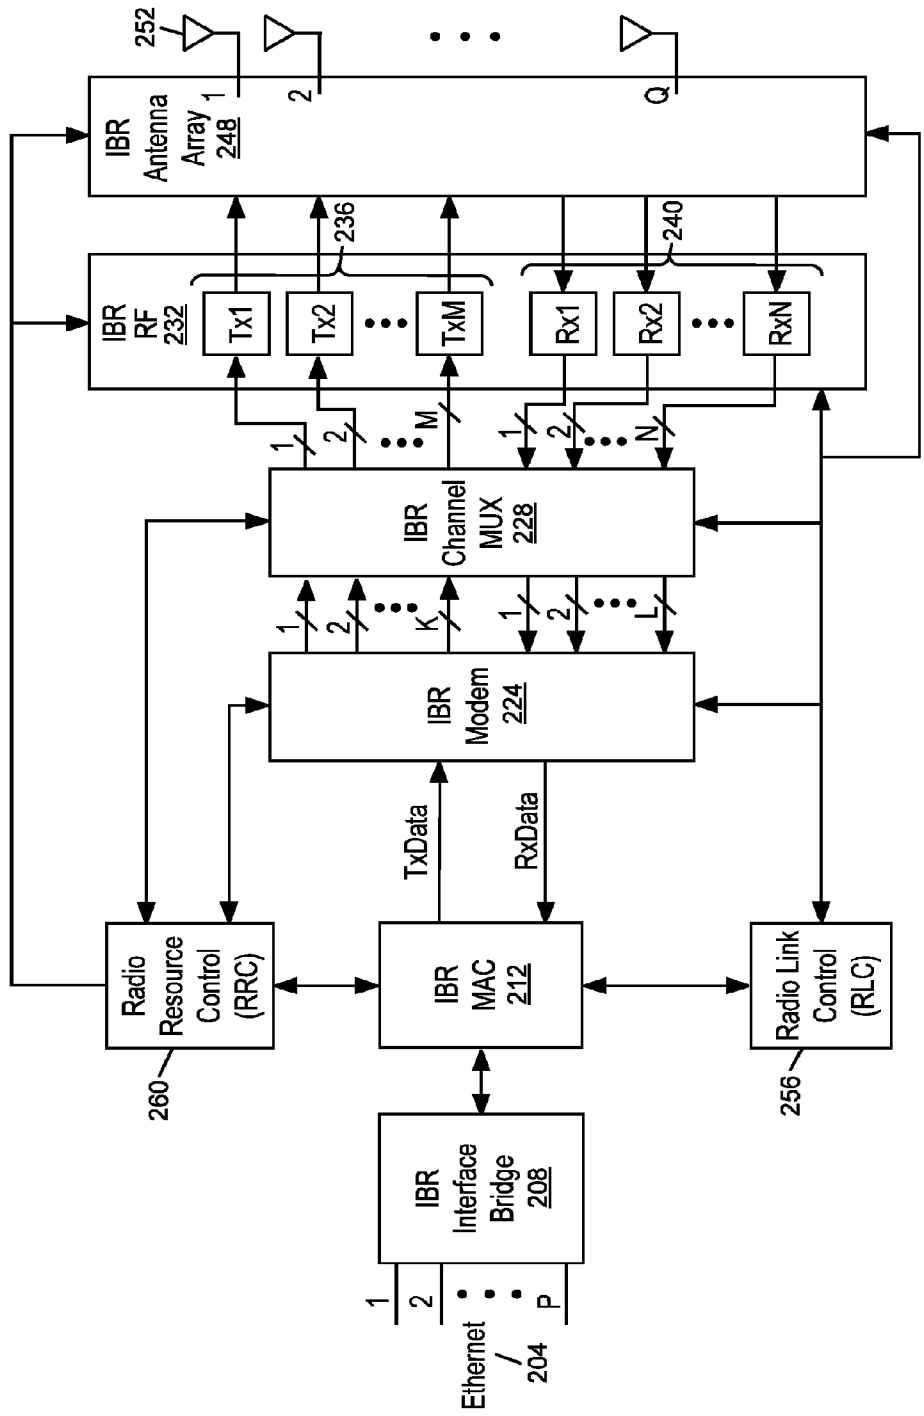 Ethernet
204
1
2
P
IBR
Interface
Bridge
208
260
Radio
Resource
Control
(RRC)
IBR
MAC
212
256
Radio Link
Control
(RLC)
TxData
RxData
IBR
Modem
224
1
2
K
1
2
L
IBR
Channel
MUX
228
1
2
M
1
2
N
IBR
RF
232
Tx1
Tx2
TxM
236
Rx1
Rx2
RxN
240
IBR
Antenna
Array
248
1
2
Q
252